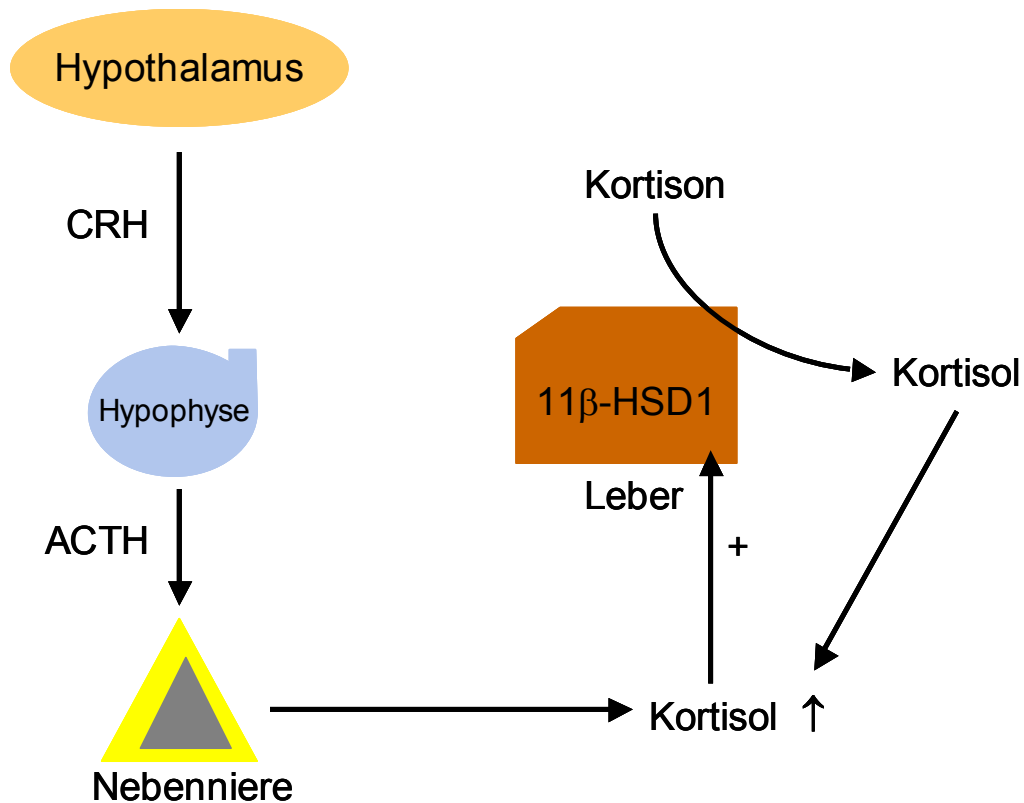 Hypothalamus
CRH
Hypophyse
ACTH
Nebenniere
Kortison
11β-HSD1
Leber
+
Kortisol
Kortisol ↑